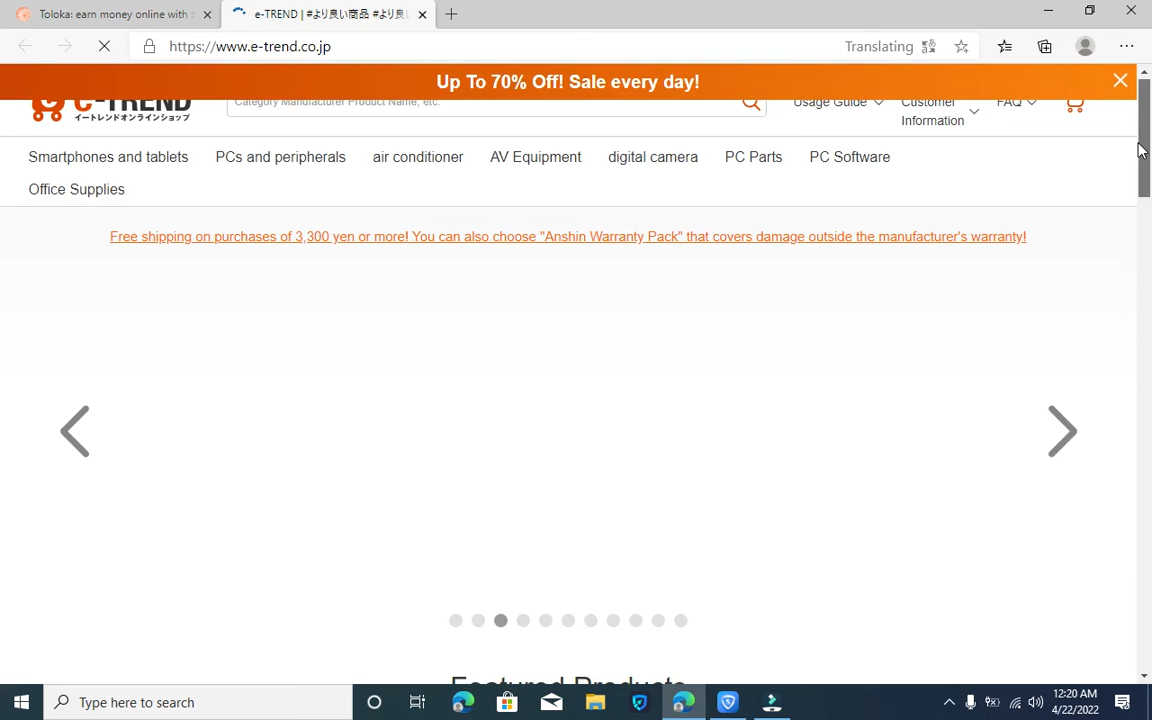 Toloka: earn money online with
e-TREND | #より良い商品 #より良
https://www.e-trend.co.jp
Translating
Up To 70% Off! Sale every day!
e-TREND
イートレンドオンラインショップ
Category Manufacturer Product Name, etc.
Usage Guide
Customer
Information
FAQ
Smartphones and tablets
PCs and peripherals
air conditioner
AV Equipment
digital camera
PC Parts
PC Software
Office Supplies
Free shipping on purchases of 3,300 yen or more! You can also choose "Anshin Warranty Pack" that covers damage outside the manufacturer's warranty!
Featured Products
Type here to search
12:20 AM
4/22/2022